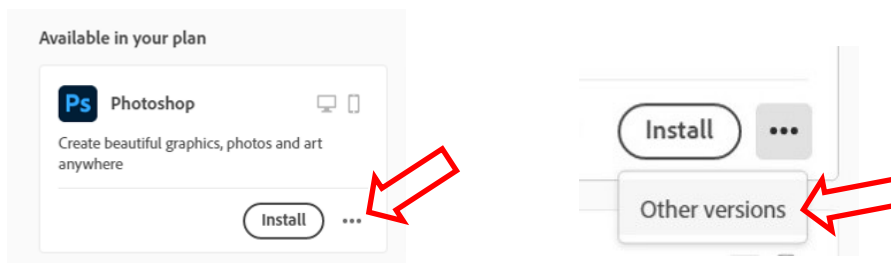 Available in your plan
Ps Photoshop
Create beautiful graphics, photos and art
anywhere
Install •••
Install •••
Other versions